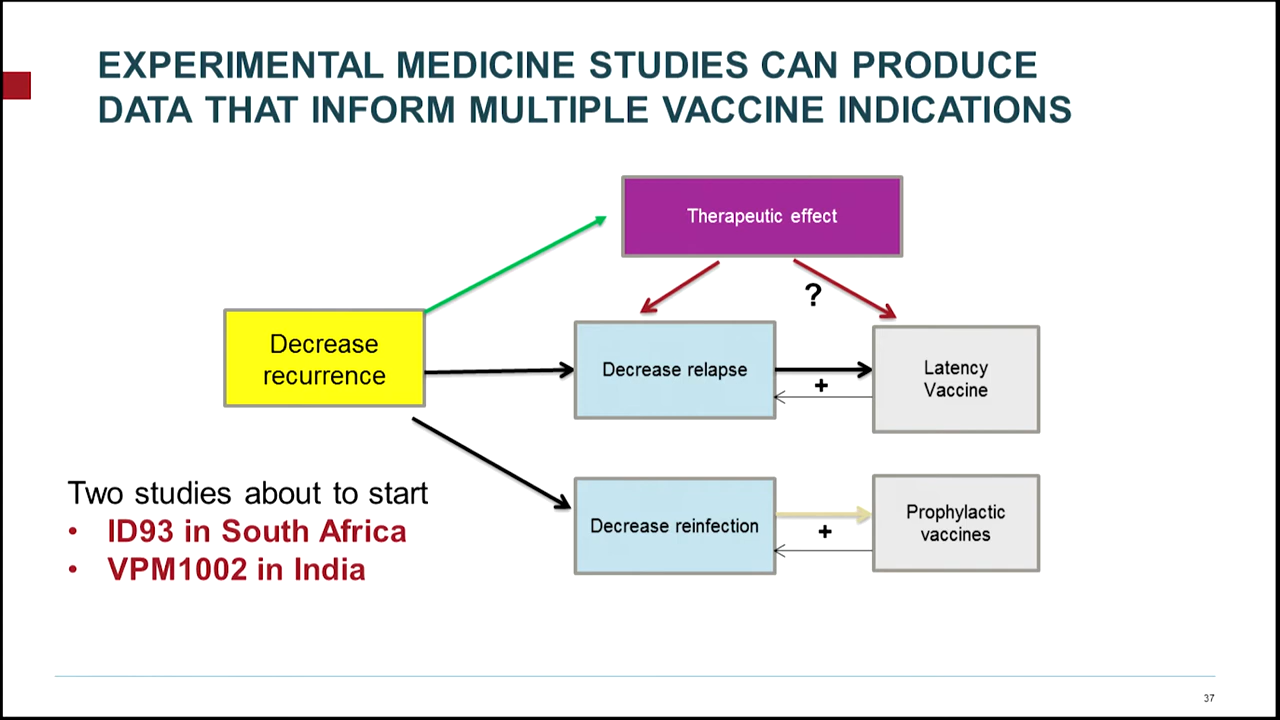 EXPERIMENTAL MEDICINE STUDIES CAN PRODUCE
DATA THAT INFORM MULTIPLE VACCINE INDICATIONS
Therapeutic effect
?
Decrease
recurrence
Decrease relapse
+
Latency
Vaccine
Two studies about to start
• ID93 in South Africa
• VPM1002 in India
Decrease reinfection
+
Prophylactic
vaccines
37